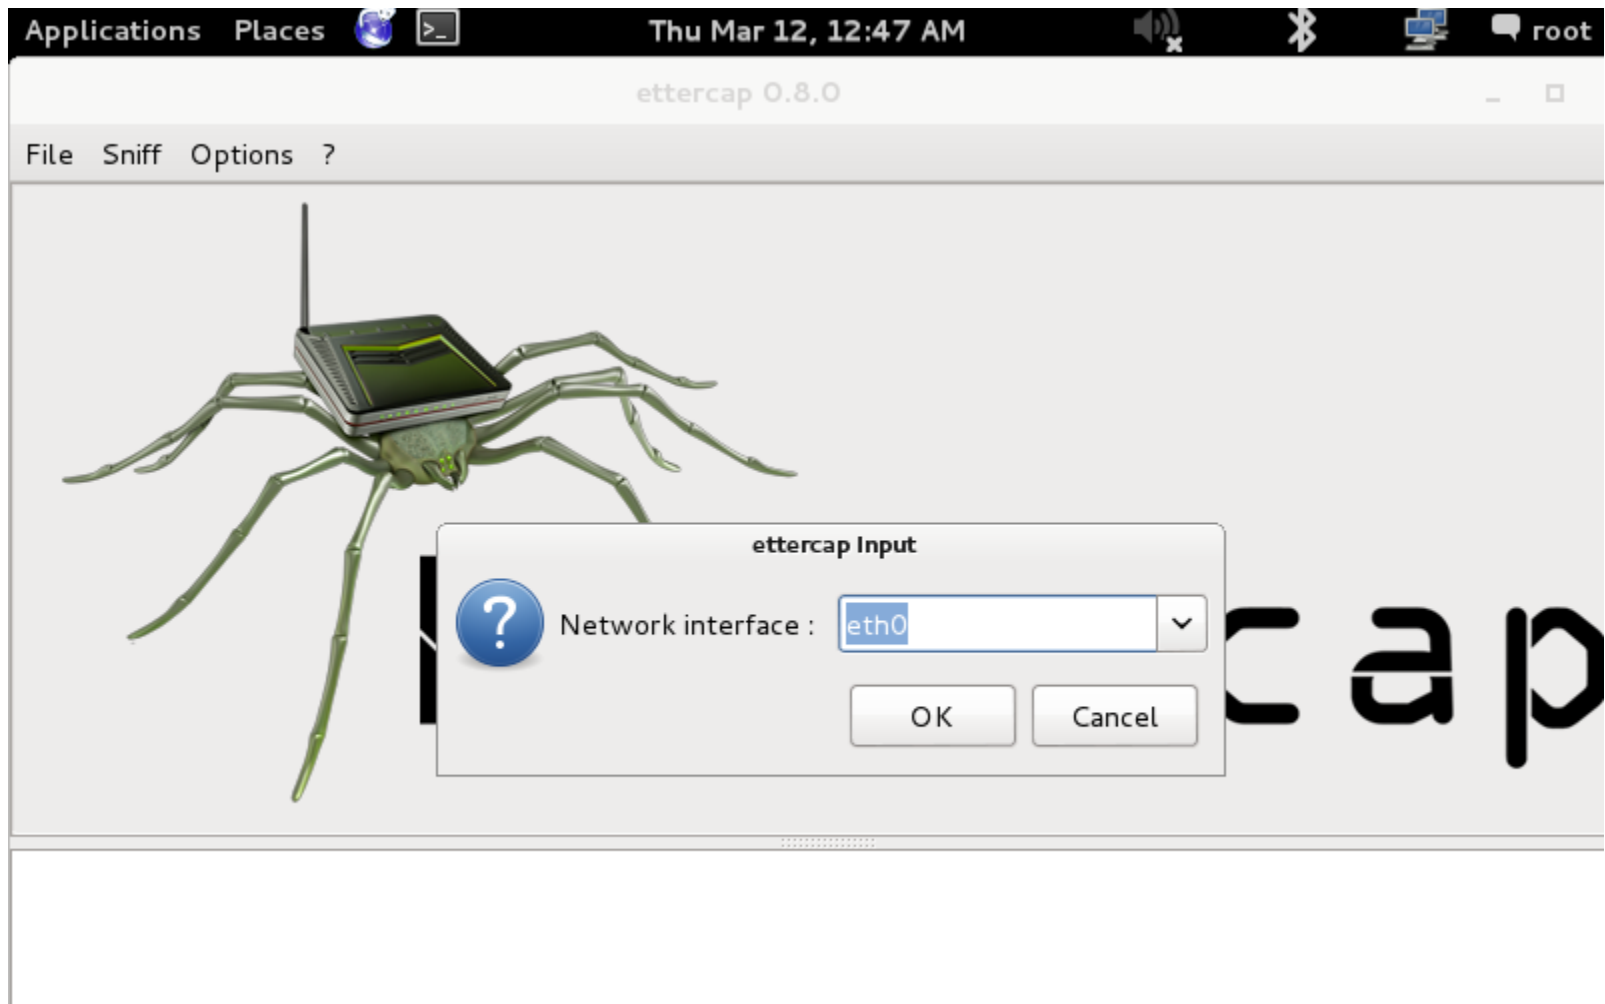 Applications Places Thu Mar 12, 12:47 AM root
ettercap 0.8.0
File Sniff Options ?
ettercap Input
Network interface : eth0
OK Cancel
cap